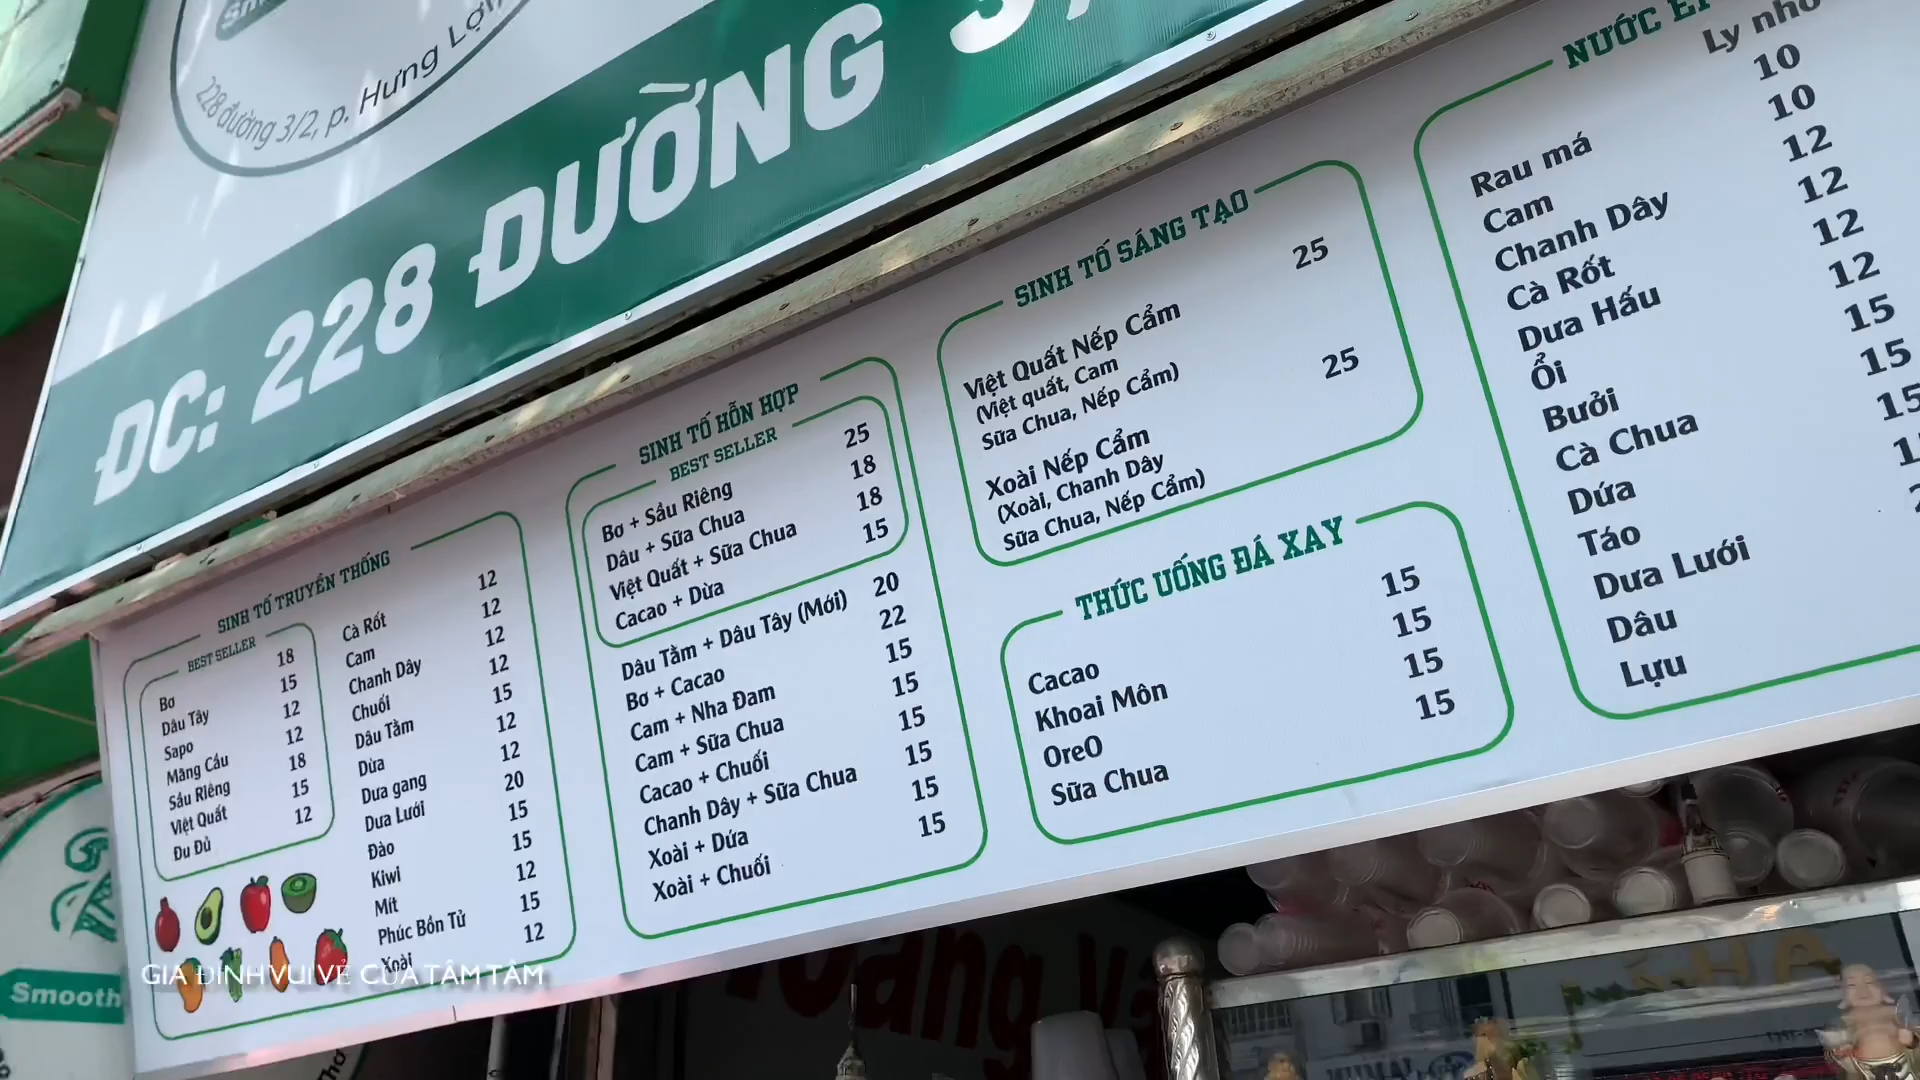 228 đường 3/2, p. Hưng Lợi
ĐC: 228 ĐƯỜNG
SINH TỐ TRUYỀN THỐNG
BEST SELLER
Bơ 18
Dâu Tây 15
Sapo 12
Mãng Cầu 12
Sầu Riêng 18
Việt Quất 15
Đu Đủ 12
Cà Rốt 12
Cam 12
Chanh Dây 12
Chuối 12
Dâu Tằm 15
Dừa 12
Dưa gang 12
Dưa Lưới 20
Đào 15
Kiwi 15
Mít 12
Phúc Bồn Tử 15
Xoài 12
SINH TỐ HỖN HỢP
BEST SELLER
Bơ + Sầu Riêng 25
Dâu + Sữa Chua 18
Việt Quất + Sữa Chua 18
Cacao + Dừa 15
Dâu Tằm + Dâu Tây (Mới) 20
Bơ + Cacao 22
Cam + Nha Đam 15
Cam + Sữa Chua 15
Cacao + Chuối 15
Chanh Dây + Sữa Chua 15
Xoài + Dứa 15
Xoài + Chuối 15
SINH TỐ SÁNG TẠO
Việt Quất Nếp Cẩm 25
(Việt quất, Cam
Sữa Chua, Nếp Cẩm)
Xoài Nếp Cẩm 25
(Xoài, Chanh Dây
Sữa Chua, Nếp Cẩm)
THỨC UỐNG ĐÁ XAY
Cacao 15
Khoai Môn 15
OreO 15
Sữa Chua 15
NƯỚC
Ly nhỏ
Rau má 10
Cam 10
Chanh Dây 12
Cà Rốt 12
Dưa Hấu 12
Ổi 12
Bưởi 15
Cà Chua 15
Dứa 15
Táo
Dưa Lưới
Dâu
Lựu
Smooth
GIA ĐÌNH VUI VẺ CỦA TÂM TÂM